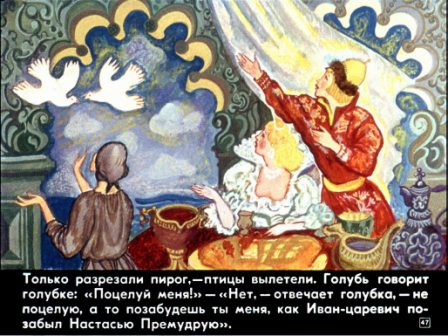 Только разрезали пирог,—птицы вылетели. Голубь говорит
голубке: «Поцелуй меня!»—«Нет,— отвечает голубка,— не
поцелую, а то позабудешь ты меня, как Иван-царевич по-
забыл Настасью Премудрую».
47